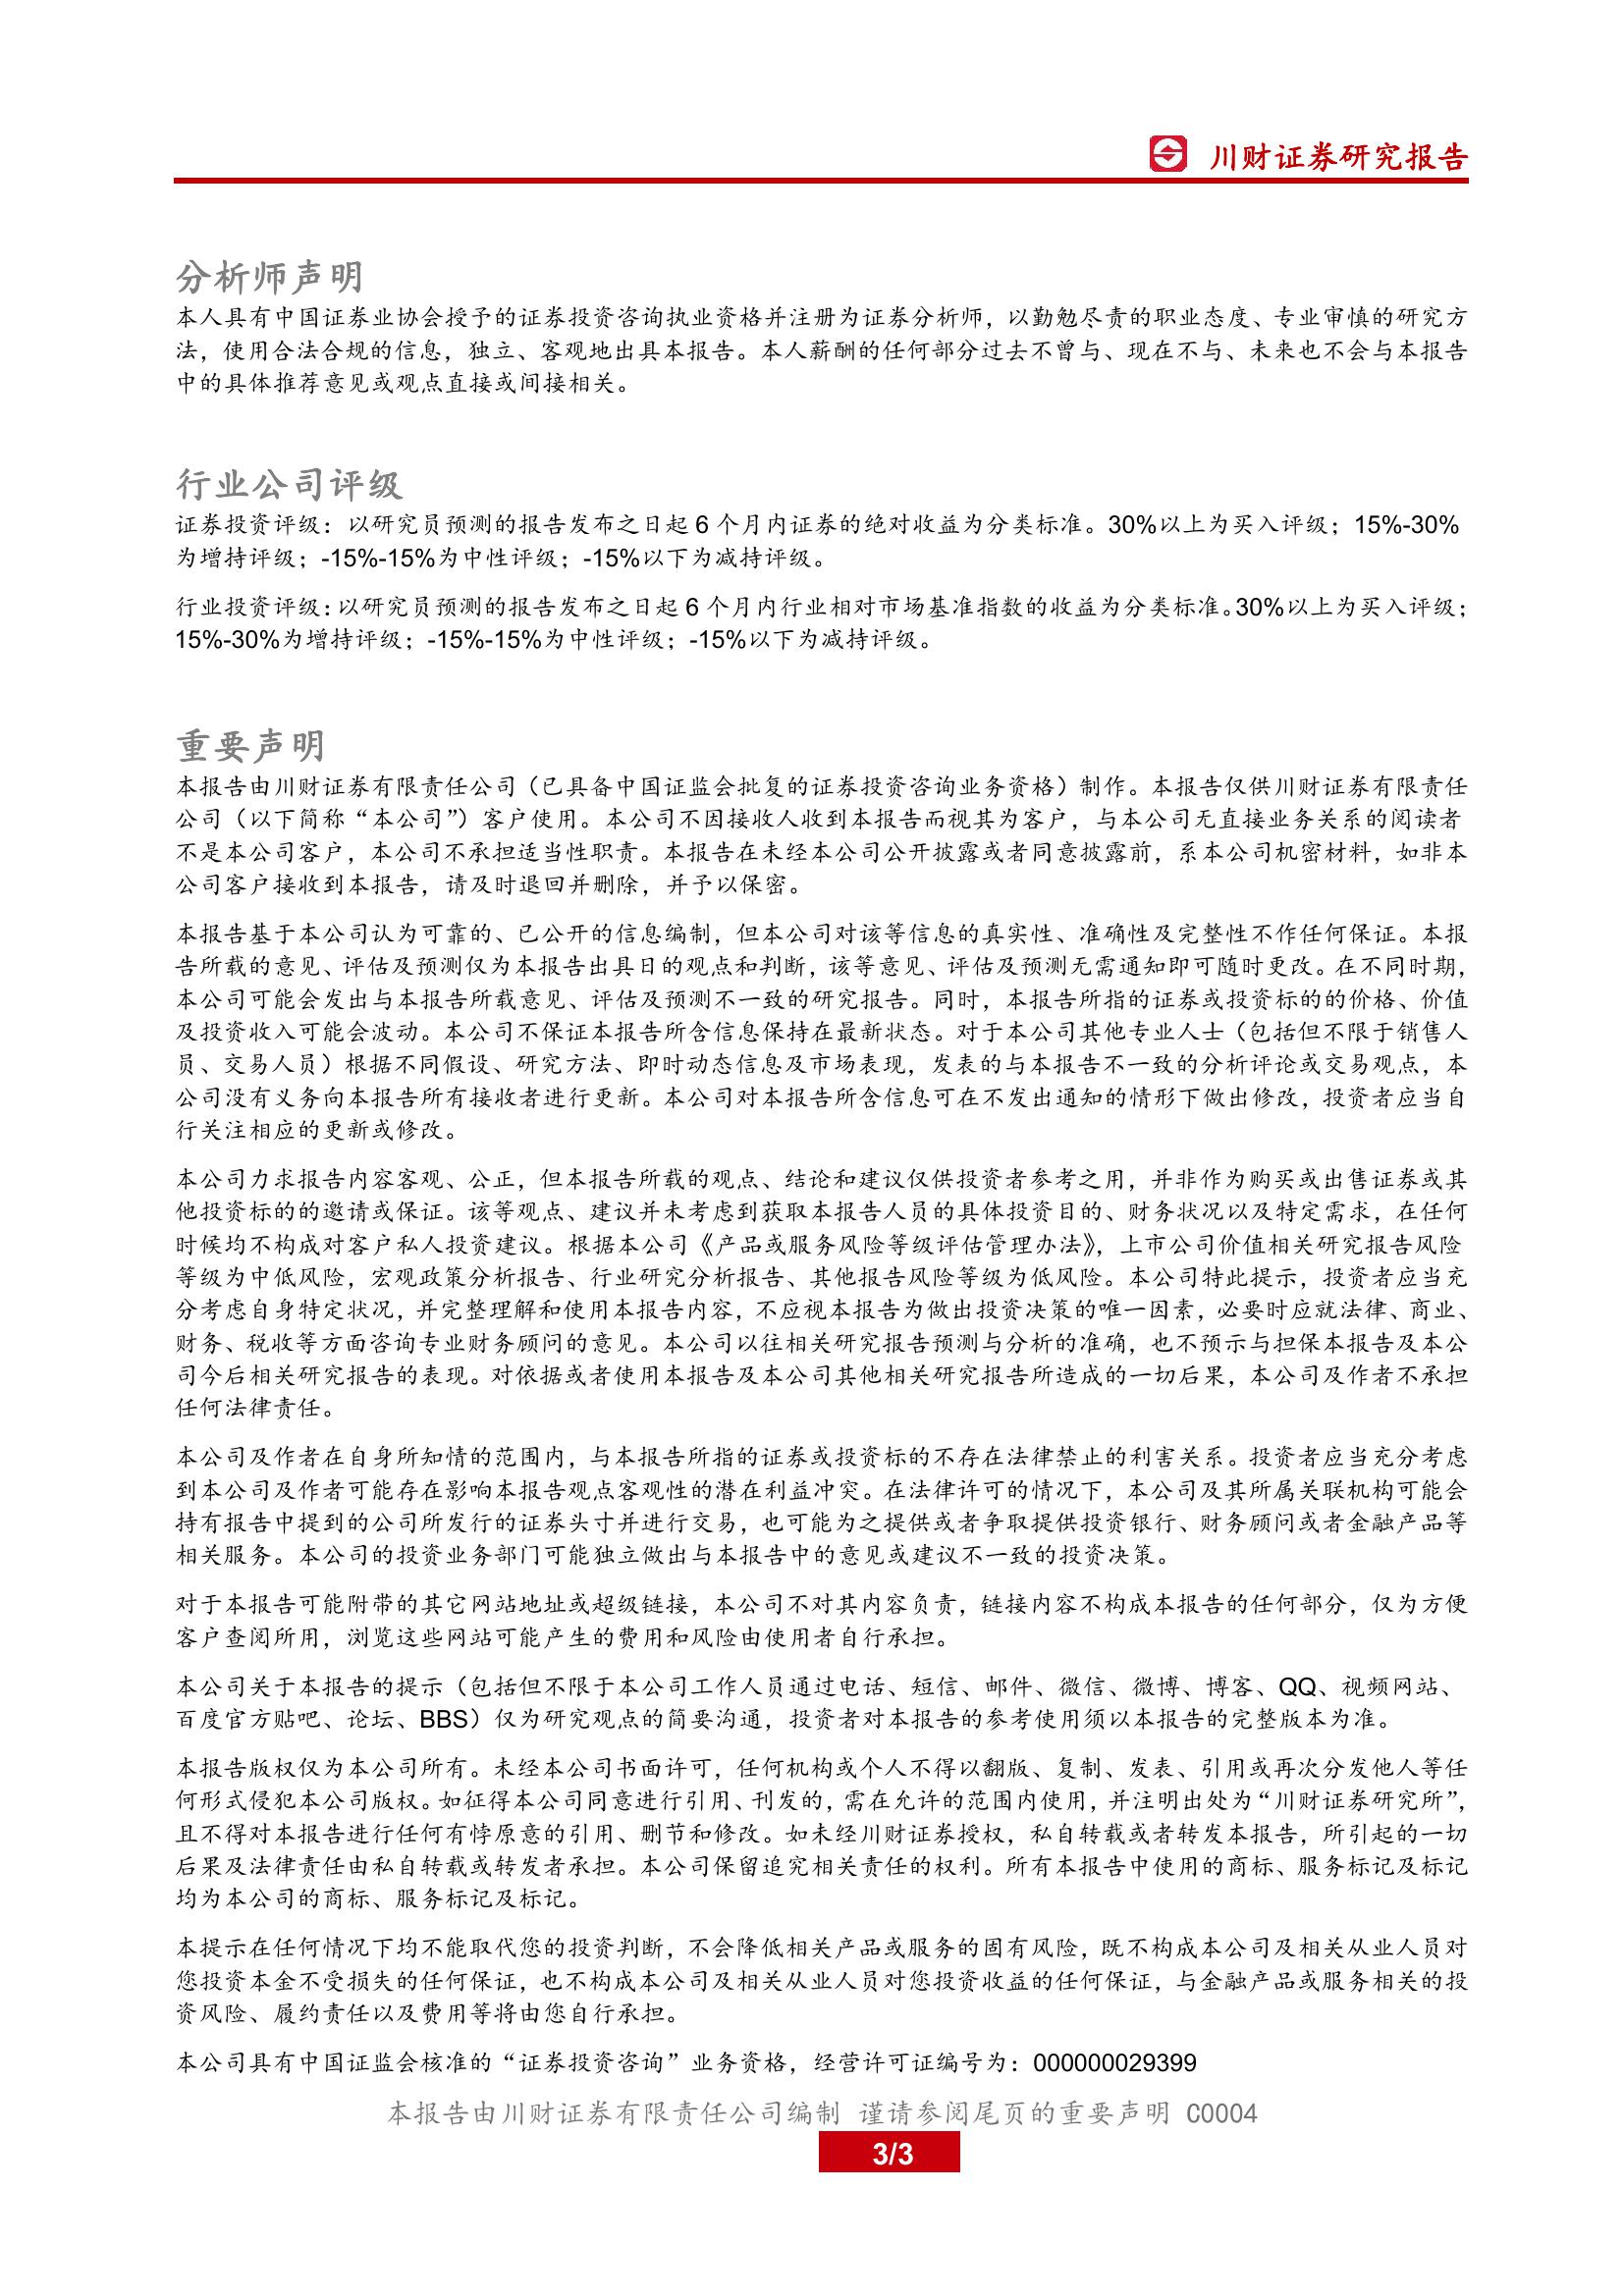 川财证券研究报告
分析师声明
本人具有中国证券业协会授予的证券投资咨询执业资格并注册为证券分析师，以勤勉尽责的职业态度、专业审慎的研究方
法，使用合法合规的信息，独立、客观地出具本报告。本人薪酬的任何部分过去不曾与、现在不与、未来也不会与本报告
中的具体推荐意见或观点直接或间接相关。
行业公司评级
证券投资评级：以研究员预测的报告发布之日起 6 个月内证券的绝对收益为分类标准。30%以上为买入评级；15%-30%
为增持评级；-15%-15%为中性评级；-15%以下为减持评级。
行业投资评级：以研究员预测的报告发布之日起 6 个月内行业相对市场基准指数的收益为分类标准。30%以上为买入评级；
15%-30%为增持评级；-15%-15%为中性评级；-15%以下为减持评级。
重要声明
本报告由川财证券有限责任公司（已具备中国证监会批复的证券投资咨询业务资格）制作。本报告仅供川财证券有限责任
公司（以下简称“本公司”）客户使用。本公司不因接收人收到本报告而视其为客户，与本公司无直接业务关系的阅读者
不是本公司客户，本公司不承担适当性职责。本报告在未经本公司公开披露或者同意披露前，系本公司机密材料，如非本
公司客户接收到本报告，请及时退回并删除，并予以保密。
本报告基于本公司认为可靠的、已公开的信息编制，但本公司对该等信息的真实性、准确性及完整性不作任何保证。本报
告所载的意见、评估及预测仅为本报告出具日的观点和判断，该等意见、评估及预测无需通知即可随时更改。在不同时期，
本公司可能会发出与本报告所载意见、评估及预测不一致的研究报告。同时，本报告所指的证券或投资标的的价格、价值
及投资收入可能会波动。本公司不保证本报告所含信息保持在最新状态。对于本公司其他专业人士（包括但不限于销售人
员、交易人员）根据不同假设、研究方法、即时动态信息及市场表现，发表的与本报告不一致的分析评论或交易观点，本
公司没有义务向本报告所有接收者进行更新。本公司对本报告所含信息可在不发出通知的情形下做出修改，投资者应当自
行关注相应的更新或修改。
本公司力求报告内容客观、公正，但本报告所载的观点、结论和建议仅供投资者参考之用，并非作为购买或出售证券或其
他投资标的的邀请或保证。该等观点、建议并未考虑到获取本报告人员的具体投资目的、财务状况以及特定需求，在任何
时候均不构成对客户私人投资建议。根据本公司《产品或服务风险等级评估管理办法》，上市公司价值相关研究报告风险
等级为中低风险，宏观政策分析报告、行业研究分析报告、其他报告风险等级为低风险。本公司特此提示，投资者应当充
分考虑自身特定状况，并完整理解和使用本报告内容，不应视本报告为做出投资决策的唯一因素，必要时应就法律、商业、
财务、税收等方面咨询专业财务顾问的意见。本公司以往相关研究报告预测与分析的准确，也不预示与担保本报告及本公
司今后相关研究报告的表现。对依据或者使用本报告及本公司其他相关研究报告所造成的一切后果，本公司及作者不承担
任何法律责任。
本公司及作者在自身所知情的范围内，与本报告所指的证券或投资标的不存在法律禁止的利害关系。投资者应当充分考虑
到本公司及作者可能存在影响本报告观点客观性的潜在利益冲突。在法律许可的情况下，本公司及其所属关联机构可能会
持有报告中提到的公司所发行的证券头寸并进行交易，也可能为之提供或者争取提供投资银行、财务顾问或者金融产品等
相关服务。本公司的投资业务部门可能独立做出与本报告中的意见或建议不一致的投资决策。
对于本报告可能附带的其它网站地址或超级链接，本公司不对其内容负责，链接内容不构成本报告的任何部分，仅为方便
客户查阅所用，浏览这些网站可能产生的费用和风险由使用者自行承担。
本公司关于本报告的提示（包括但不限于本公司工作人员通过电话、短信、邮件、微信、微博、博客、QQ、视频网站、
百度官方贴吧、论坛、BBS）仅为研究观点的简要沟通，投资者对本报告的参考使用须以本报告的完整版本为准。
本报告版权仅为本公司所有。未经本公司书面许可，任何机构或个人不得以翻版、复制、发表、引用或再次分发他人等任
何形式侵犯本公司版权。如征得本公司同意进行引用、刊发的，需在允许的范围内使用，并注明出处为“川财证券研究所”，
且不得对本报告进行任何有悖原意的引用、删节和修改。如未经川财证券授权，私自转载或者转发本报告，所引起的一切
后果及法律责任由私自转载或转发者承担。本公司保留追究相关责任的权利。所有本报告中使用的商标、服务标记及标记
均为本公司的商标、服务标记及标记。
本提示在任何情况下均不能取代您的投资判断，不会降低相关产品或服务的固有风险，既不构成本公司及相关从业人员对
您投资本金不受损失的任何保证，也不构成本公司及相关从业人员对您投资收益的任何保证，与金融产品或服务相关的投
资风险、履约责任以及费用等将由您自行承担。
本公司具有中国证监会核准的“证券投资咨询”业务资格，经营许可证编号为：000000029399
本报告由川财证券有限责任公司编制 谨请参阅尾页的重要声明 C0004
3/3